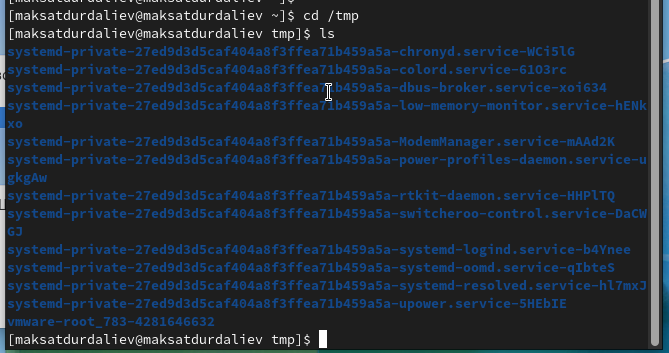 [maksatdurdaliev@maksatdurdaliev ~]$ cd /tmp
[maksatdurdaliev@maksatdurdaliev tmp]$ ls
systemd-private-27ed9d3d5caf404a8f3ffea71b459a5a-chronyd.service-WCi5lG
systemd-private-27ed9d3d5caf404a8f3ffea71b459a5a-colord.service-61O3rc
systemd-private-27ed9d3d5caf404a8f3ffea71b459a5a-dbus-broker.service-xoi634
systemd-private-27ed9d3d5caf404a8f3ffea71b459a5a-low-memory-monitor.service-hENk
xo
systemd-private-27ed9d3d5caf404a8f3ffea71b459a5a-ModemManager.service-mAAd2K
systemd-private-27ed9d3d5caf404a8f3ffea71b459a5a-power-profiles-daemon.service-u
gkgAw
systemd-private-27ed9d3d5caf404a8f3ffea71b459a5a-rtkit-daemon.service-HHPlTQ
systemd-private-27ed9d3d5caf404a8f3ffea71b459a5a-switcheroo-control.service-DaCW
GJ
systemd-private-27ed9d3d5caf404a8f3ffea71b459a5a-systemd-logind.service-b4Ynee
systemd-private-27ed9d3d5caf404a8f3ffea71b459a5a-systemd-oomd.service-qIbteS
systemd-private-27ed9d3d5caf404a8f3ffea71b459a5a-systemd-resolved.service-hl7mxJ
systemd-private-27ed9d3d5caf404a8f3ffea71b459a5a-upower.service-5HEbIE
vmware-root_783-4281646632
[maksatdurdaliev@maksatdurdaliev tmp]$